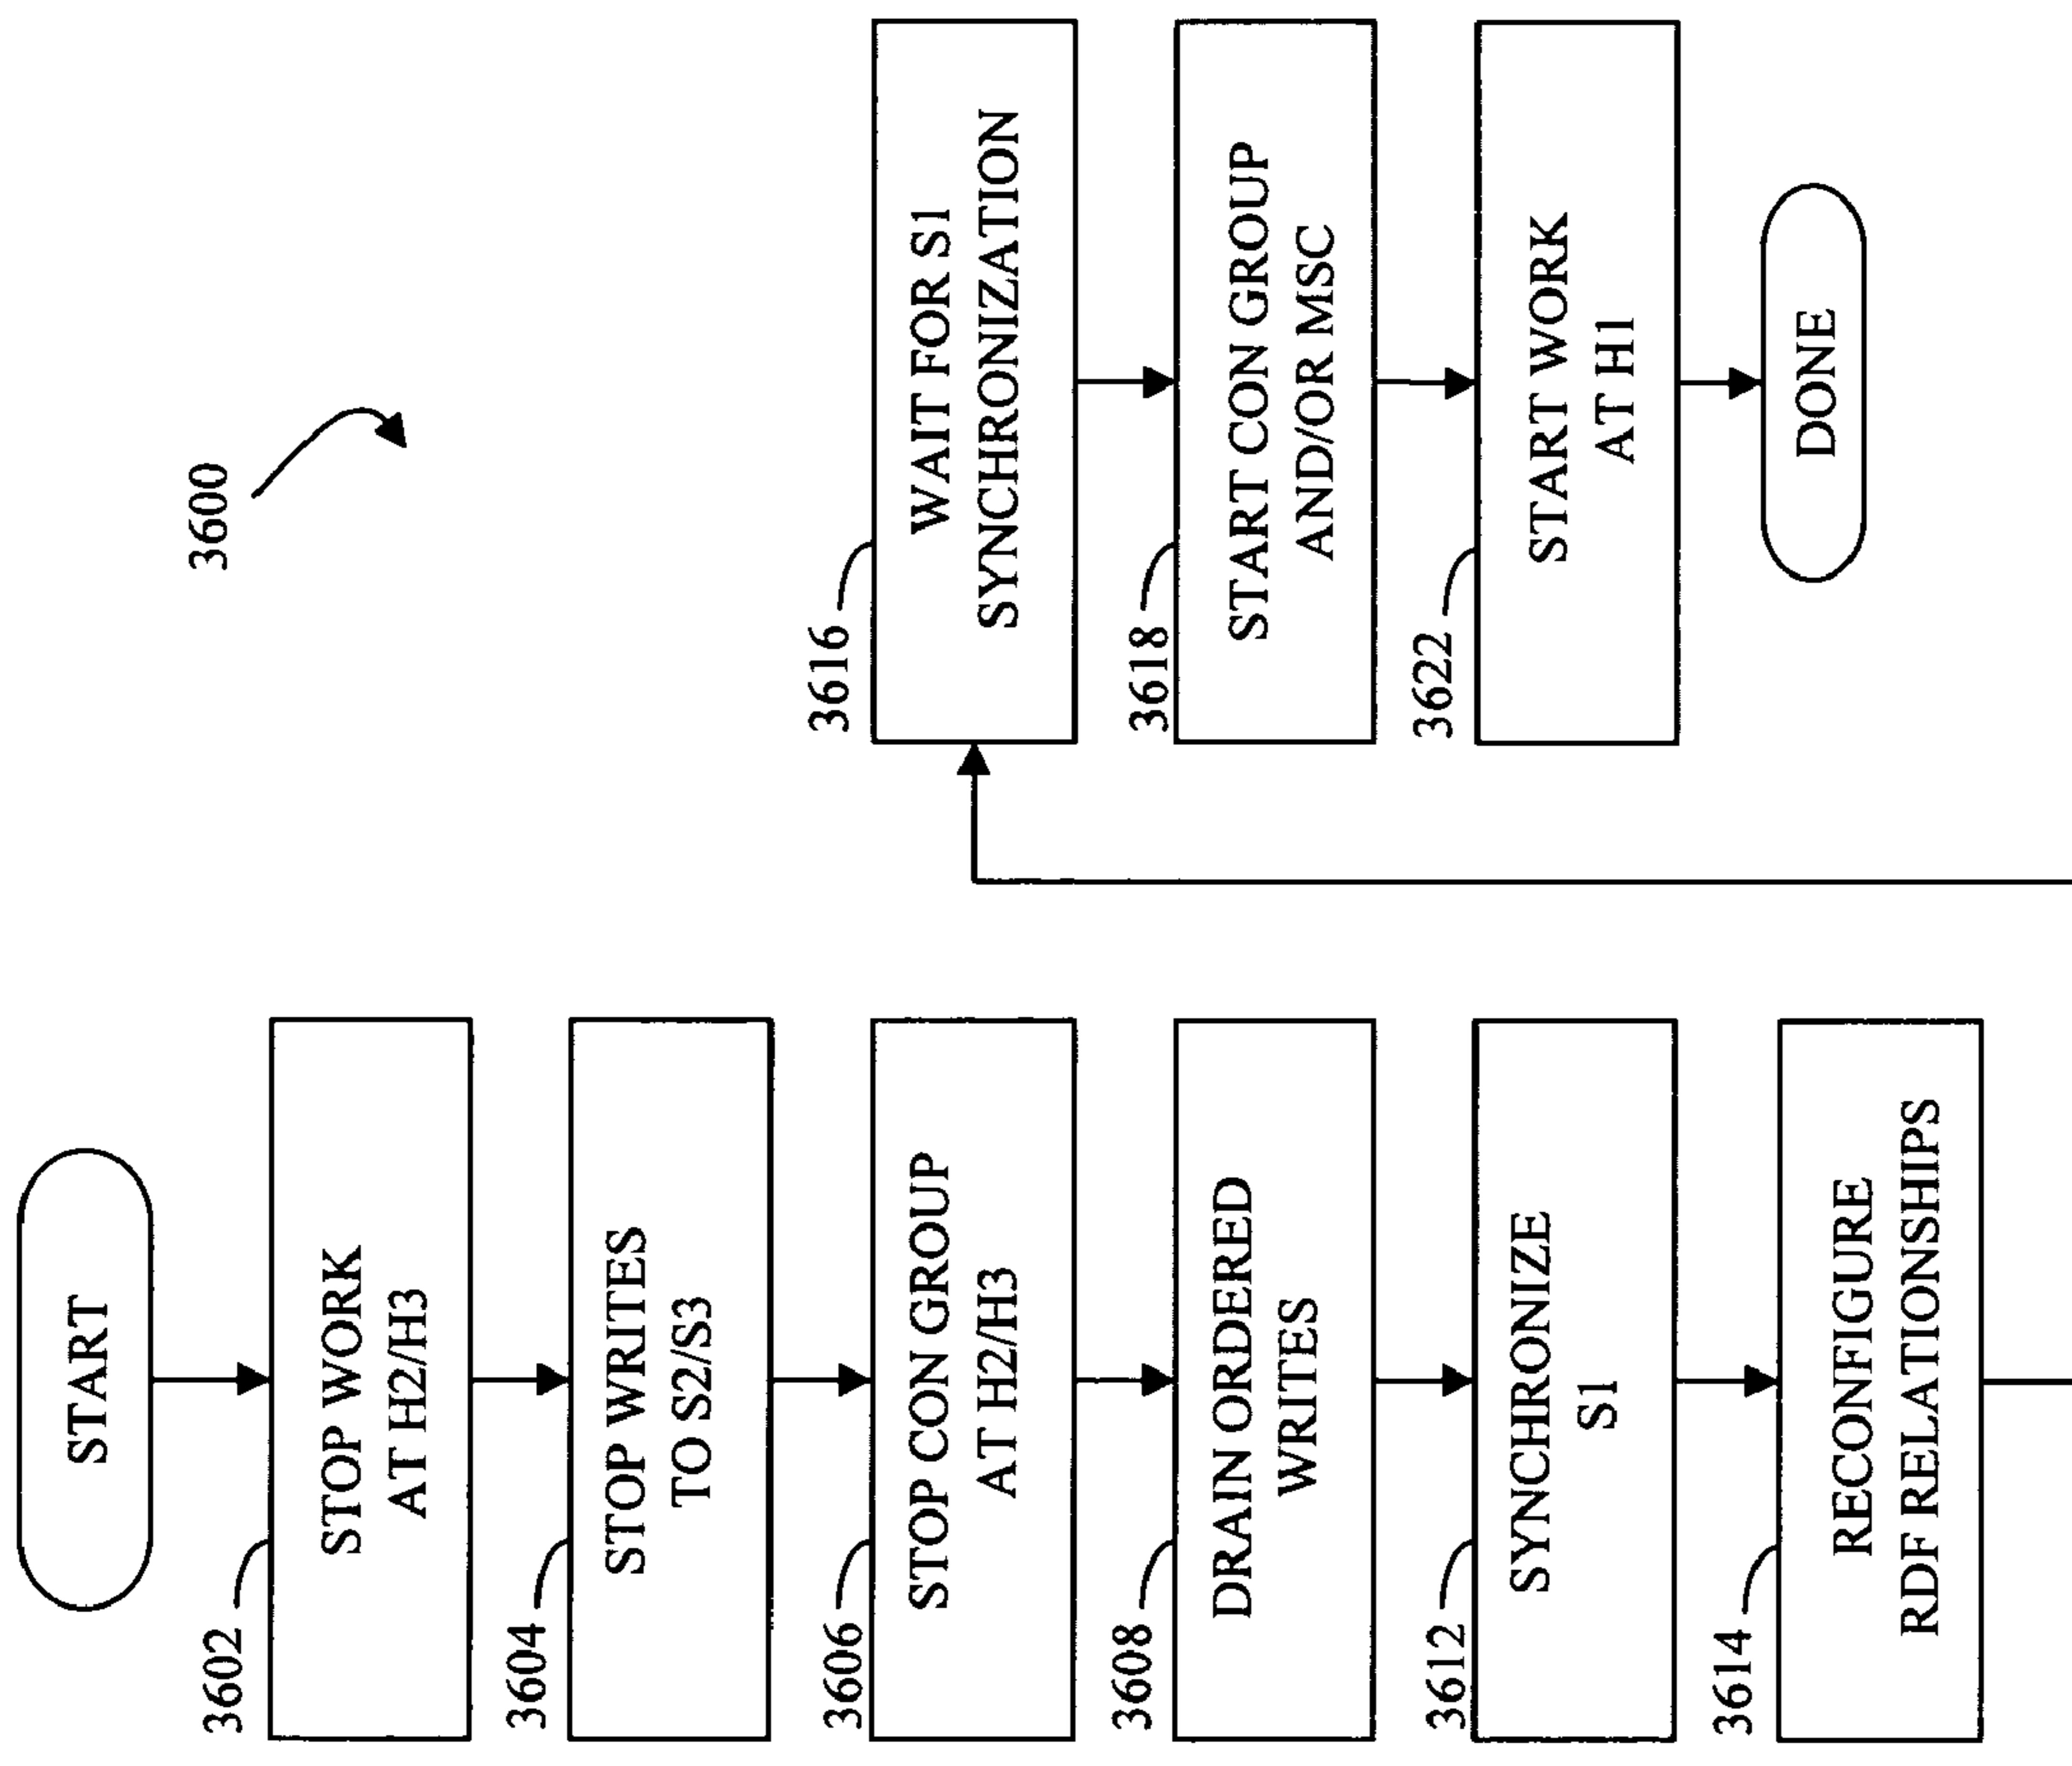 3600
START
3602
STOP WORK
AT H2/H3
3604
STOP WRITES
TO S2/S3
3606
STOP CON GROUP
AT H2/H3
3608
DRAIN ORDERED
WRITES
3612
SYNCHRONIZE
S1
3614
RECONFIGURE
RDF RELATIONSHIPS
3616
WAIT FOR S1
SYNCHRONIZATION
3618
START CON GROUP
AND/OR MSC
3622
START WORK
AT H1
DONE